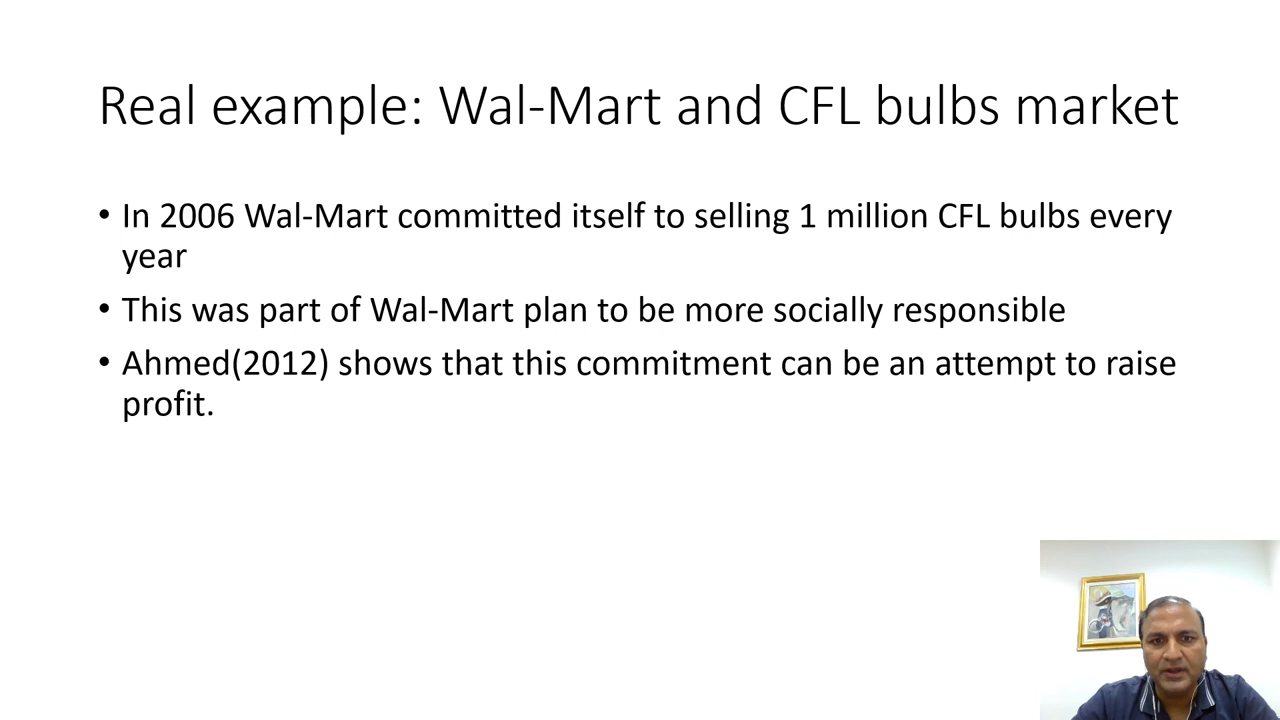 Real example: Wal-Mart and CFL bulbs market
• In 2006 Wal-Mart committed itself to selling 1 million CFL bulbs every
year
• This was part of Wal-Mart plan to be more socially responsible
• Ahmed(2012) shows that this commitment can be an attempt to raise
profit.